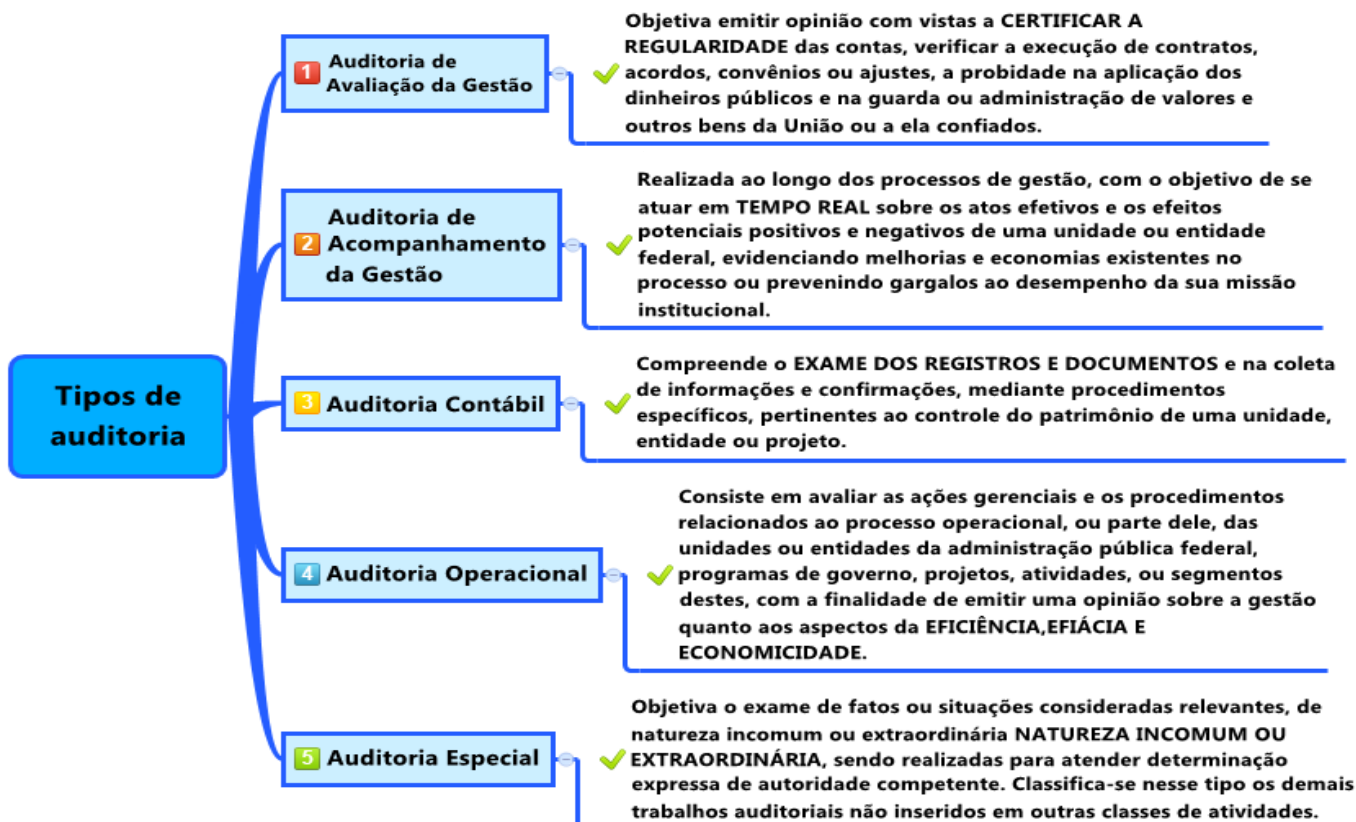 Tipos de
auditoria
1 Auditoria de
Avaliação da Gestão
Objetiva emitir opinião com vistas a CERTIFICAR A
REGULARIDADE das contas, verificar a execução de contratos,
acordos, convênios ou ajustes, a probidade na aplicação dos
dinheiros públicos e na guarda ou administração de valores e
outros bens da União ou a ela confiados.
2 Auditoria de
Acompanhamento
da Gestão
Realizada ao longo dos processos de gestão, com o objetivo de se
atuar em TEMPO REAL sobre os atos efetivos e os efeitos
potenciais positivos e negativos de uma unidade ou entidade
federal, evidenciando melhorias e economias existentes no
processo ou prevenindo gargalos ao desempenho da sua missão
institucional.
3 Auditoria Contábil
Compreende o EXAME DOS REGISTROS E DOCUMENTOS e na coleta
de informações e confirmações, mediante procedimentos
específicos, pertinentes ao controle do patrimônio de uma unidade,
entidade ou projeto.
4 Auditoria Operacional
Consiste em avaliar as ações gerenciais e os procedimentos
relacionados ao processo operacional, ou parte dele, das
unidades ou entidades da administração pública federal,
programas de governo, projetos, atividades, ou segmentos
destes, com a finalidade de emitir uma opinião sobre a gestão
quanto aos aspectos da EFICIÊNCIA,EFIÁCIA E
ECONOMICIDADE.
5 Auditoria Especial
Objetiva o exame de fatos ou situações consideradas relevantes, de
natureza incomum ou extraordinária NATUREZA INCOMUM OU
EXTRAORDINÁRIA, sendo realizadas para atender determinação
expressa de autoridade competente. Classifica-se nesse tipo os demais
trabalhos auditoriais não inseridos em outras classes de atividades.